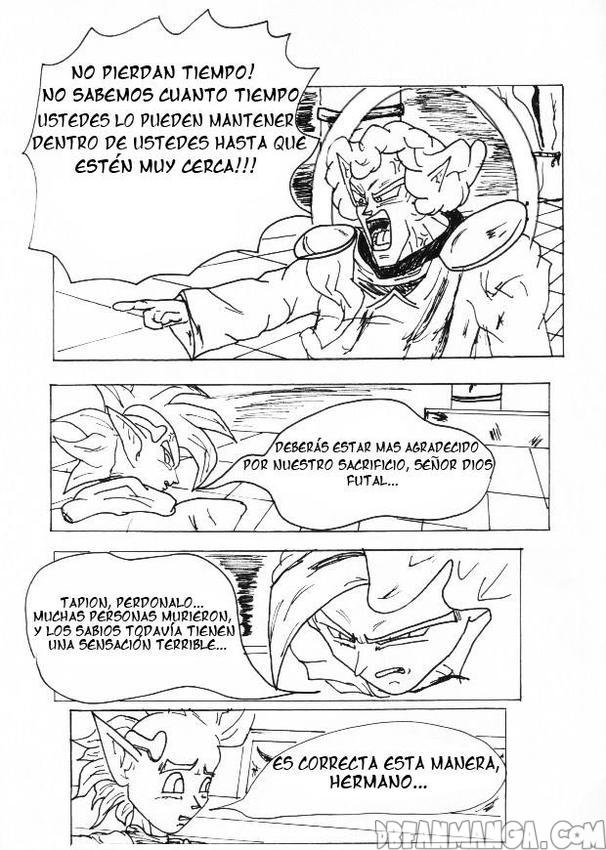 NO PIERDAN TIEMPO!
NO SABEMOS CUANTO TIEMPO
USTEDES LO PUEDEN MANTENER
DENTRO DE USTEDES HASTA QUE
ESTÉN MUY CERCA!!!
DEBERÁS ESTAR MAS AGRADECIDO
POR NUESTRO SACRIFICIO, SEÑOR DIOS
FUTAL...
TAPION, PERDONALO...
MUCHAS PERSONAS MURIERON,
Y LOS SABIOS TODAVÍA TIENEN
UNA SENSACIÓN TERRIBLE...
ES CORRECTA ESTA MANERA,
HERMANO...
DBFANMANGA.COM